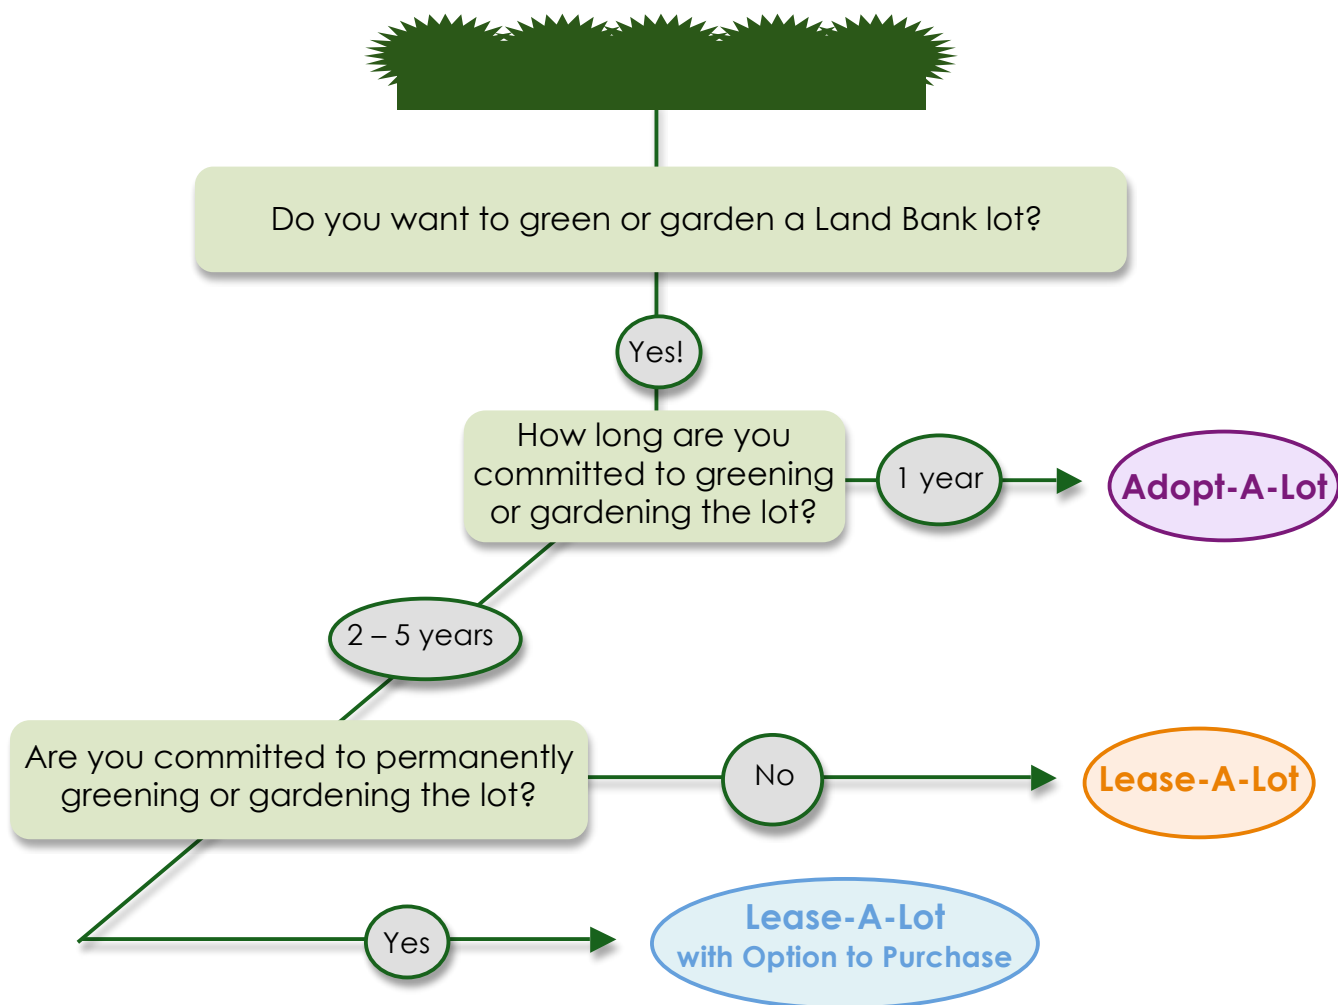 Do you want to green or garden a Land Bank lot?
Yes!
How long are you
committed to greening
or gardening the lot?
1 year
Adopt-A-Lot
2 – 5 years
Are you committed to permanently
greening or gardening the lot?
No
Lease-A-Lot
Yes
Lease-A-Lot
with Option to Purchase